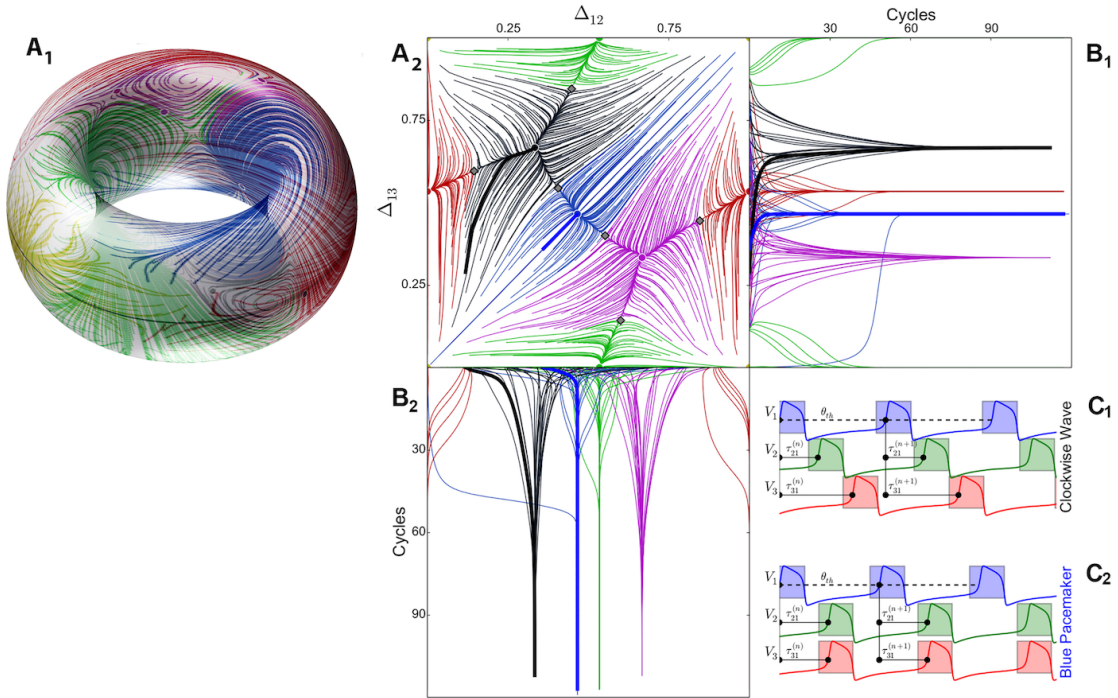 A1
Δ12
0.25
0.75
A2
Δ13
0.75
0.25
Cycles
30
90
B1
B2
Cycles
30
60
90
V1
θth
V2
τ21(n)
τ21(n+1)
V3
τ31(n)
τ31(n+1)
C1
Clockwise Wave
V1
θth
V2
τ21(n)
τ21(n+1)
V3
τ31(n)
τ31(n+1)
C2
Blue Pacemaker